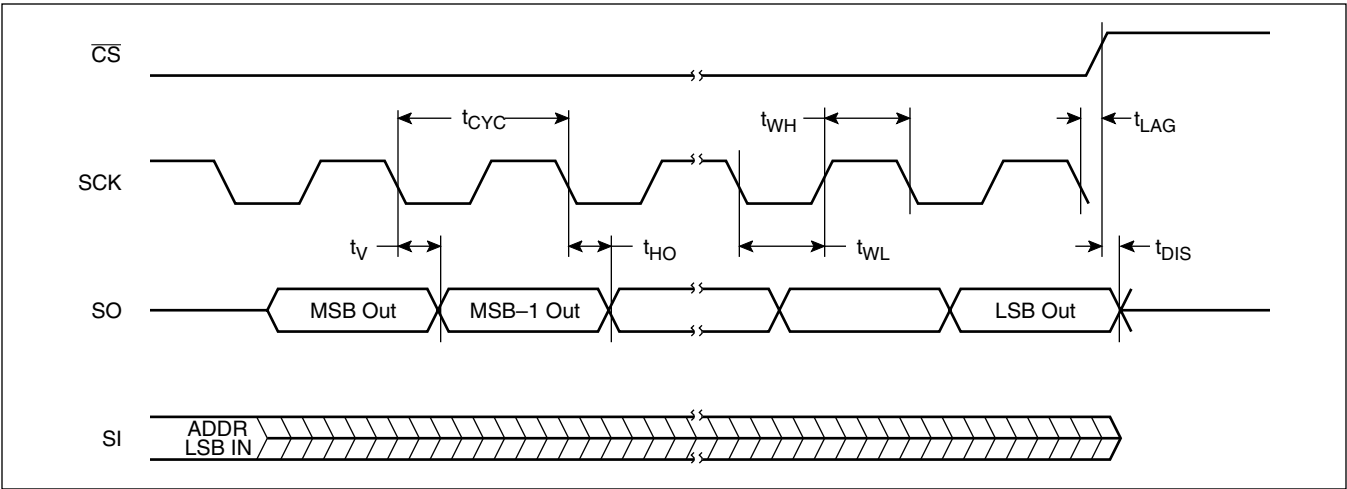 CS
tCYC
tWH
tLAG
SCK
tV
tHO
tWL
tDIS
SO
MSB Out
MSB–1 Out
LSB Out
SI
ADDR
LSB IN